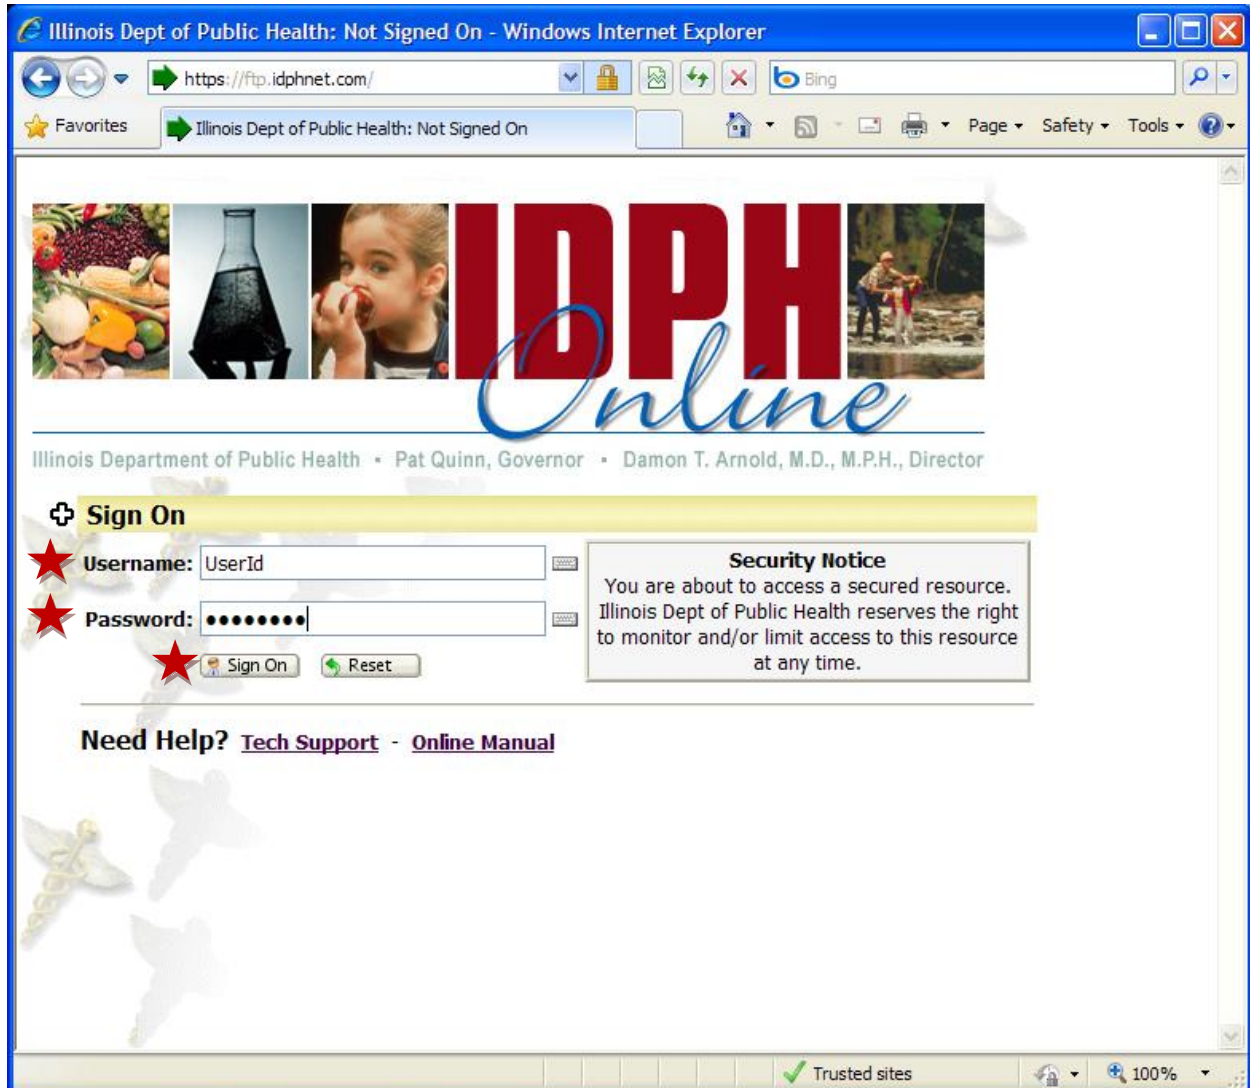 Illinois Dept of Public Health: Not Signed On - Windows Internet Explorer
https://ftp.idphnet.com/
Bing
Favorites
Illinois Dept of Public Health: Not Signed On
Page
Safety
Tools
IDPH
Online
Illinois Department of Public Health • Pat Quinn, Governor • Damon T. Arnold, M.D., M.P.H., Director
Sign On
Username: UserId
Password: ••••••••
Sign On
Reset
Security Notice
You are about to access a secured resource.
Illinois Dept of Public Health reserves the right
to monitor and/or limit access to this resource
at any time.
Need Help? Tech Support - Online Manual
Trusted sites
100%